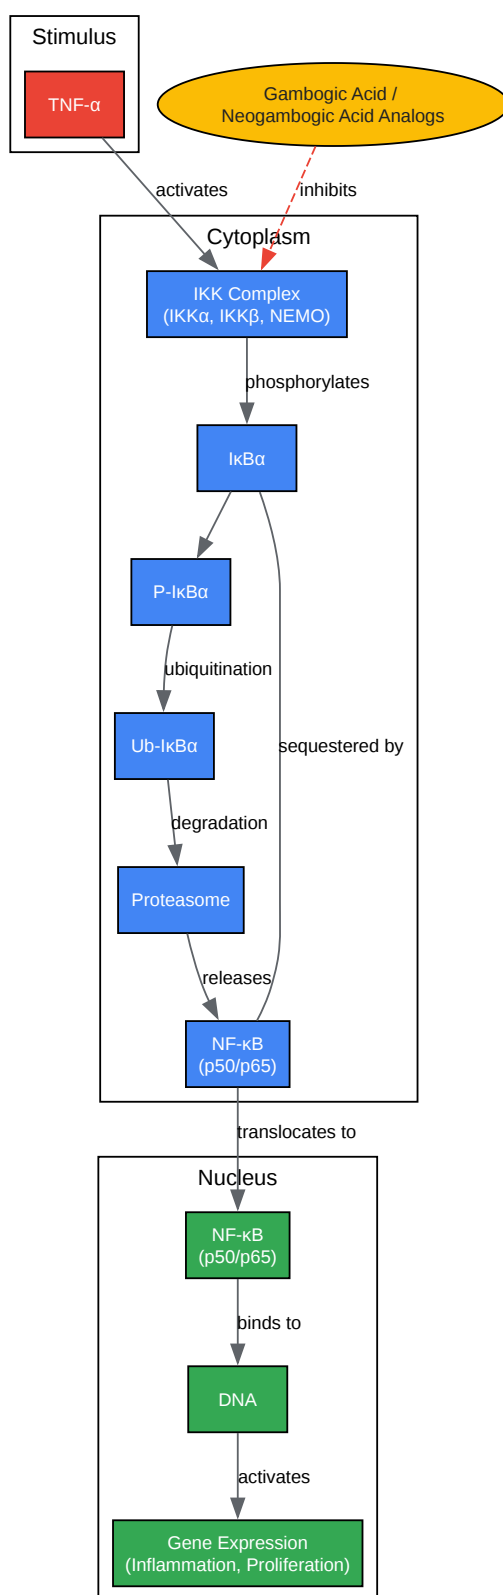 Stimulus
TNF-α
Gambogic Acid /
Neogambogic Acid Analogs
activates
inhibits
Cytoplasm
IKK Complex
(IKKα, IKKβ, NEMO)
phosphorylates
IκBα
P-IκBα
ubiquitination
Ub-IκBα
sequestered by
degradation
Proteasome
releases
NF-κB
(p50/p65)
translocates to
Nucleus
NF-κB
(p50/p65)
binds to
DNA
activates
Gene Expression
(Inflammation, Proliferation)